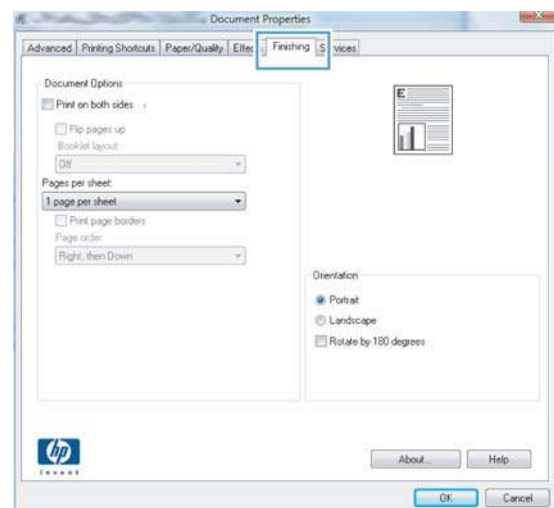 Document Properties
Advanced Printing Shortcuts Paper/Quality Finishing
Document Options
Print on both sides
Flip pages up
Booklet layout:
Off
Pages per sheet:
1 page per sheet
Print page borders
Page order:
Right, then Down
E
Orientation
Portrait
Landscape
Rotate by 180 degrees
hp
invent
About... Help
OK Cancel